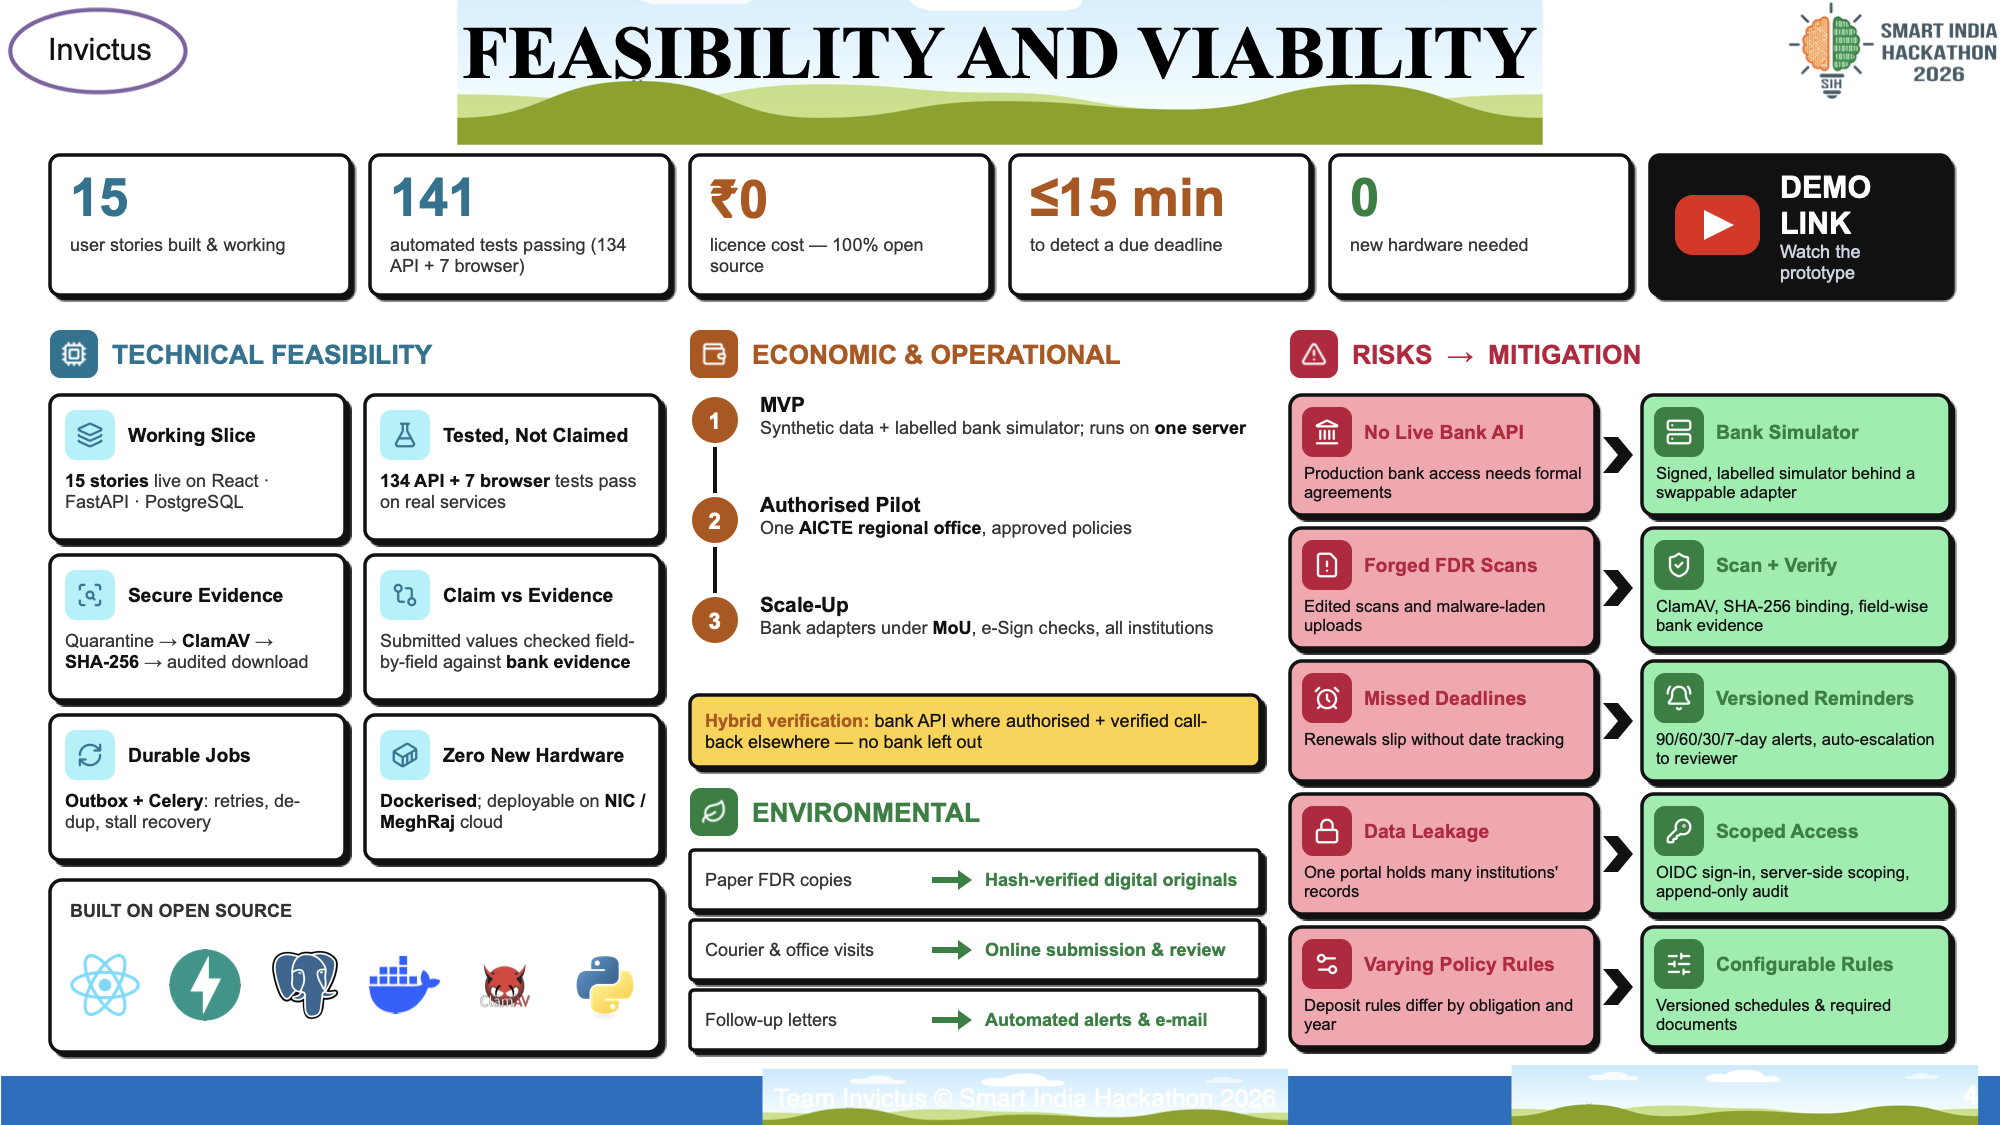 Invictus
FEASIBILITY AND VIABILITY
SMART INDIA
HACKATHON
2026
SIH
15
user stories built & working
141
automated tests passing (134
API + 7 browser)
₹0
licence cost — 100% open
source
≤15 min
to detect a due deadline
0
new hardware needed
DEMO
LINK
Watch the
prototype
TECHNICAL FEASIBILITY
Working Slice
15 stories live on React ·
FastAPI · PostgreSQL
Tested, Not Claimed
134 API + 7 browser tests pass
on real services
Secure Evidence
Quarantine → ClamAV →
SHA-256 → audited download
Claim vs Evidence
Submitted values checked field-
by-field against bank evidence
Durable Jobs
Outbox + Celery: retries, de-
dup, stall recovery
Zero New Hardware
Dockerised; deployable on NIC /
MeghRaj cloud
BUILT ON OPEN SOURCE
ClamAV
ECONOMIC & OPERATIONAL
1
MVP
Synthetic data + labelled bank simulator; runs on one server
2
Authorised Pilot
One AICTE regional office, approved policies
3
Scale-Up
Bank adapters under MoU, e-Sign checks, all institutions
Hybrid verification: bank API where authorised + verified call-
back elsewhere — no bank left out
ENVIRONMENTAL
Paper FDR copies
Hash-verified digital originals
Courier & office visits
Online submission & review
Follow-up letters
Automated alerts & e-mail
RISKS → MITIGATION
No Live Bank API
Production bank access needs formal
agreements
Bank Simulator
Signed, labelled simulator behind a
swappable adapter
Forged FDR Scans
Edited scans and malware-laden
uploads
Scan + Verify
ClamAV, SHA-256 binding, field-wise
bank evidence
Missed Deadlines
Renewals slip without date tracking
Versioned Reminders
90/60/30/7-day alerts, auto-escalation
to reviewer
Data Leakage
One portal holds many institutions'
records
Scoped Access
OIDC sign-in, server-side scoping,
append-only audit
Varying Policy Rules
Deposit rules differ by obligation and
year
Configurable Rules
Versioned schedules & required
documents
Team Invictus © Smart India Hackathon 2026
4